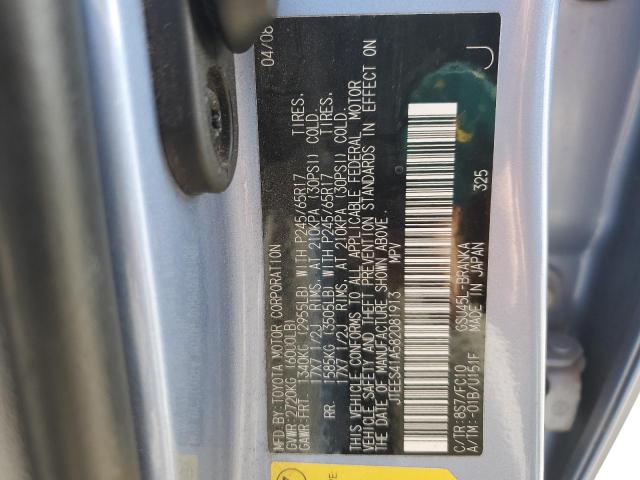 MFD.BY:TOYOTA MOTOR CORPORATION 04/08
GVWR:2720KG (6000LB)
GAWR:FRT. 1340KG (2955LB) WITH P245/65R17 TIRES.
17X7 1/2J RIMS, AT 210KPA (30PSI) COLD.
RR. 1585KG (3505LB) WITH P245/65R17 TIRES.
17X7 1/2J RIMS, AT 210KPA (30PSI) COLD.
THIS VEHICLE CONFORMS TO ALL APPLICABLE FEDERAL MOTOR
VEHICLE SAFETY AND THEFT PREVENTION STANDARDS IN EFFECT ON
THE DATE OF MANUFACTURE SHOWN ABOVE.
JTEES41A582081913 MPV
J
C/TR:8S7/FC10 GSU45L-BRANKA
A/TM:-01B/U151F MADE IN JAPAN 325